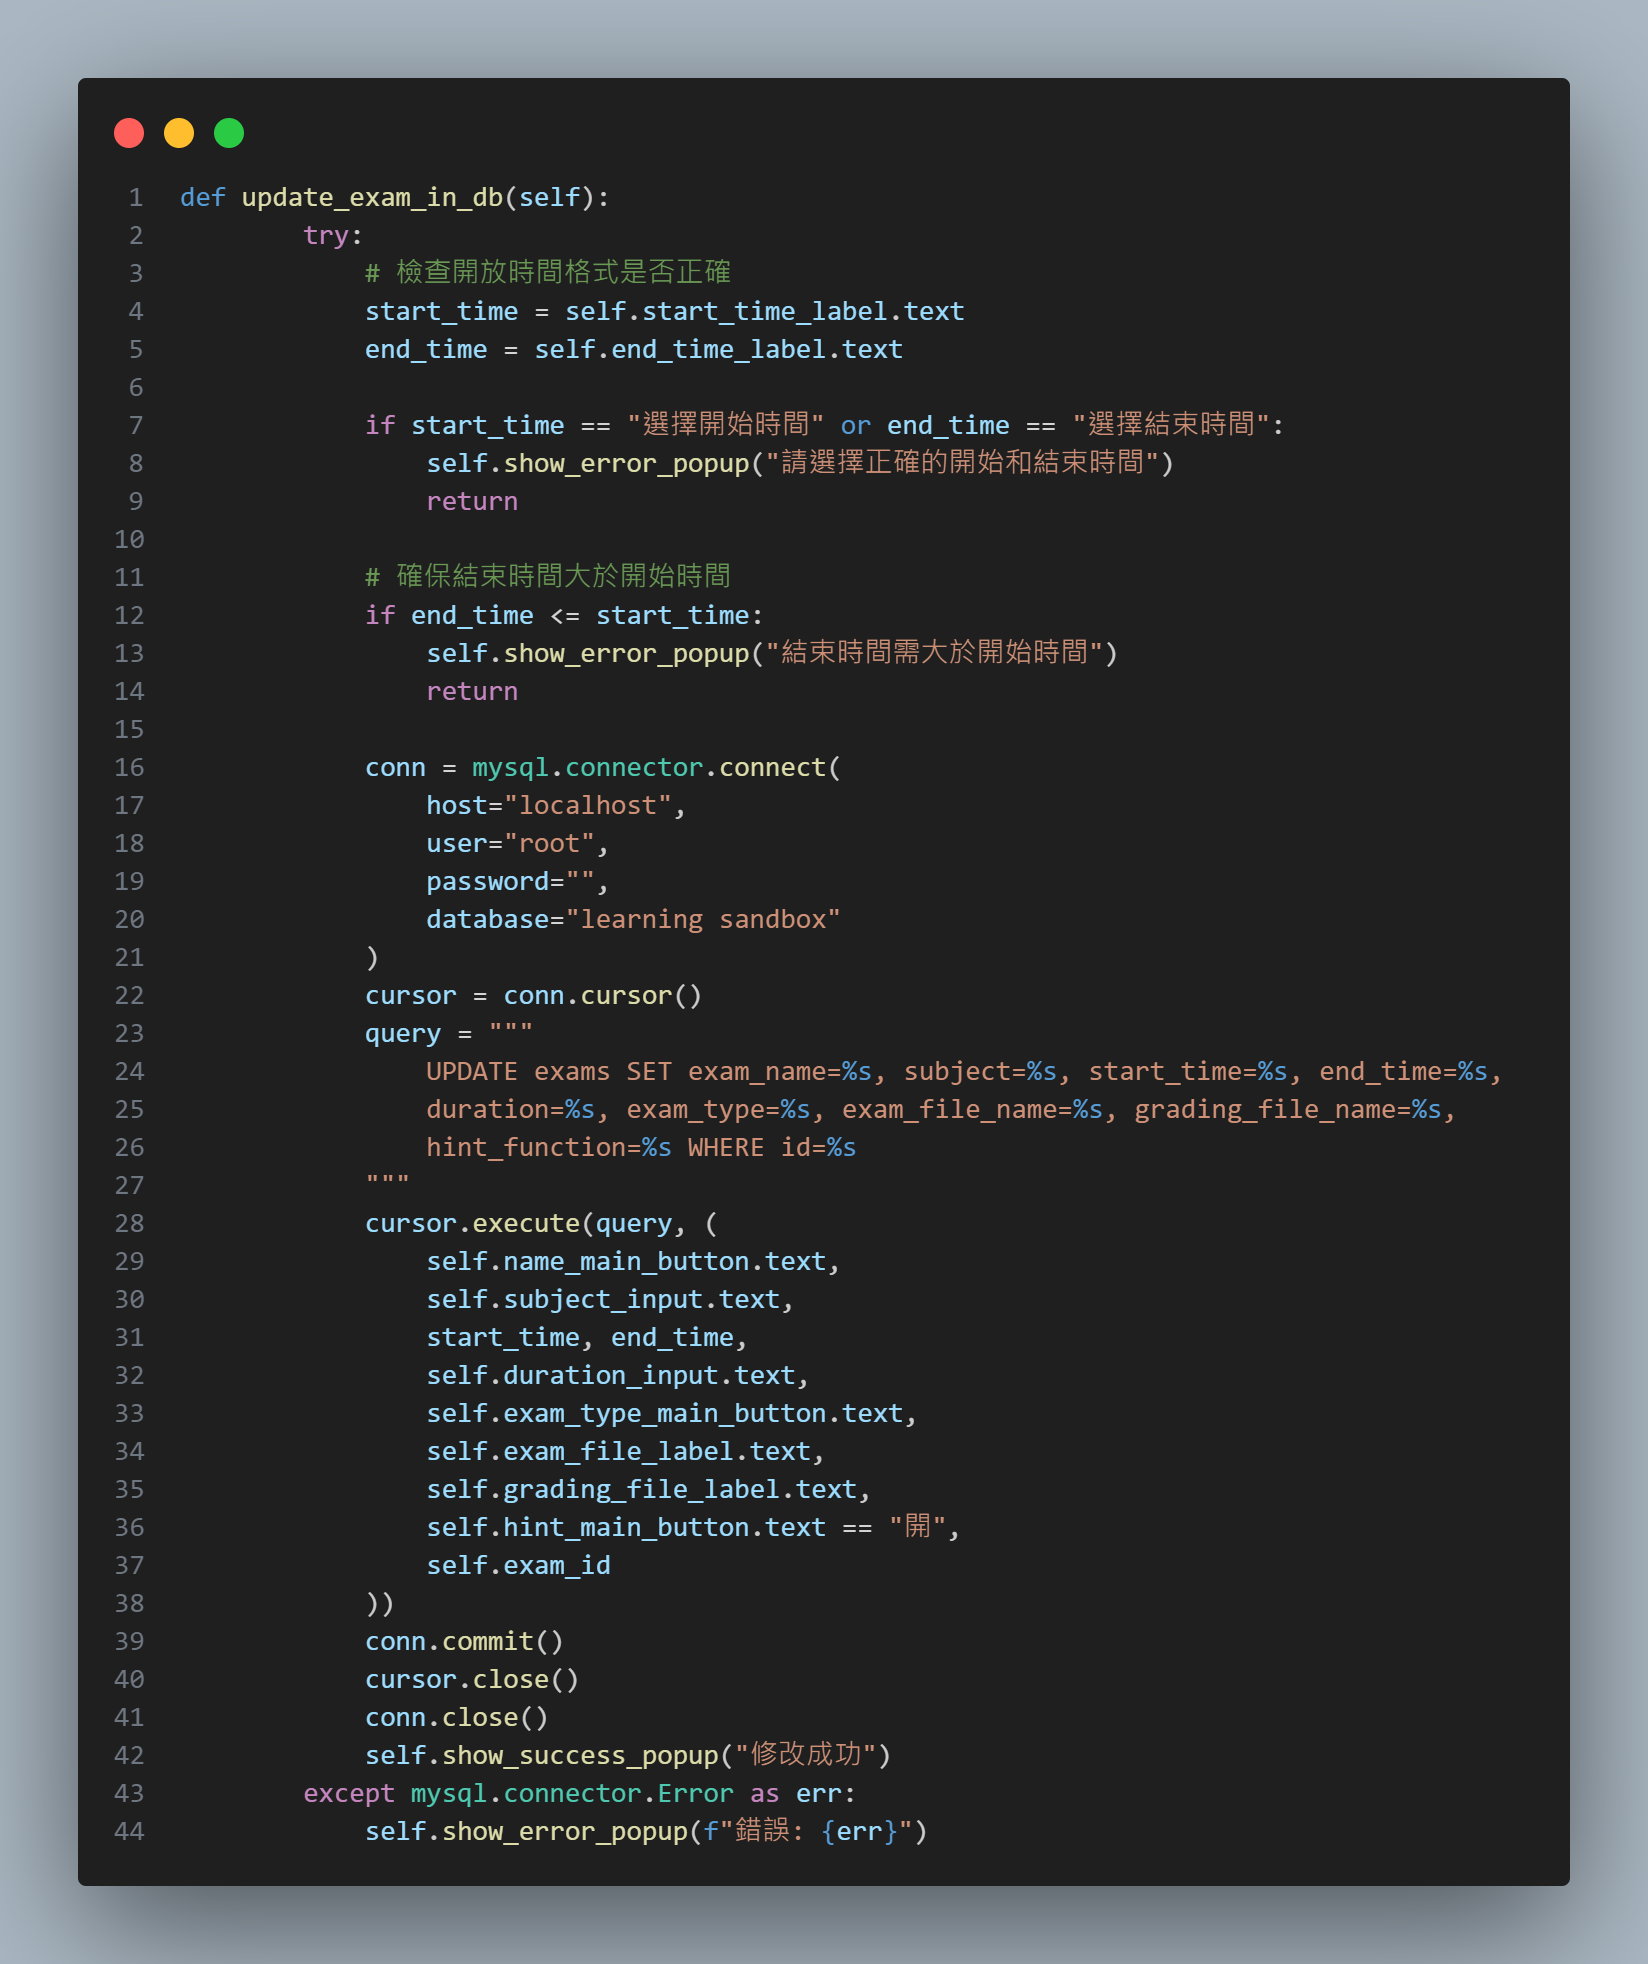 1 def update_exam_in_db(self):
2         try:
3             # 檢查開放時間格式是否正確
4             start_time = self.start_time_label.text
5             end_time = self.end_time_label.text
6
7             if start_time == "選擇開始時間" or end_time == "選擇結束時間":
8                 self.show_error_popup("請選擇正確的開始和結束時間")
9                 return
10
11             # 確保結束時間大於開始時間
12             if end_time <= start_time:
13                 self.show_error_popup("結束時間需大於開始時間")
14                 return
15
16             conn = mysql.connector.connect(
17                 host="localhost",
18                 user="root",
19                 password="",
20                 database="learning sandbox"
21             )
22             cursor = conn.cursor()
23             query = """
24                 UPDATE exams SET exam_name=%s, subject=%s, start_time=%s, end_time=%s,
25                 duration=%s, exam_type=%s, exam_file_name=%s, grading_file_name=%s,
26                 hint_function=%s WHERE id=%s
27             """
28             cursor.execute(query, (
29                 self.name_main_button.text,
30                 self.subject_input.text,
31                 start_time, end_time,
32                 self.duration_input.text,
33                 self.exam_type_main_button.text,
34                 self.exam_file_label.text,
35                 self.grading_file_label.text,
36                 self.hint_main_button.text == "開",
37                 self.exam_id
38             ))
39             conn.commit()
40             cursor.close()
41             conn.close()
42             self.show_success_popup("修改成功")
43         except mysql.connector.Error as err:
44             self.show_error_popup(f"錯誤: {err}")